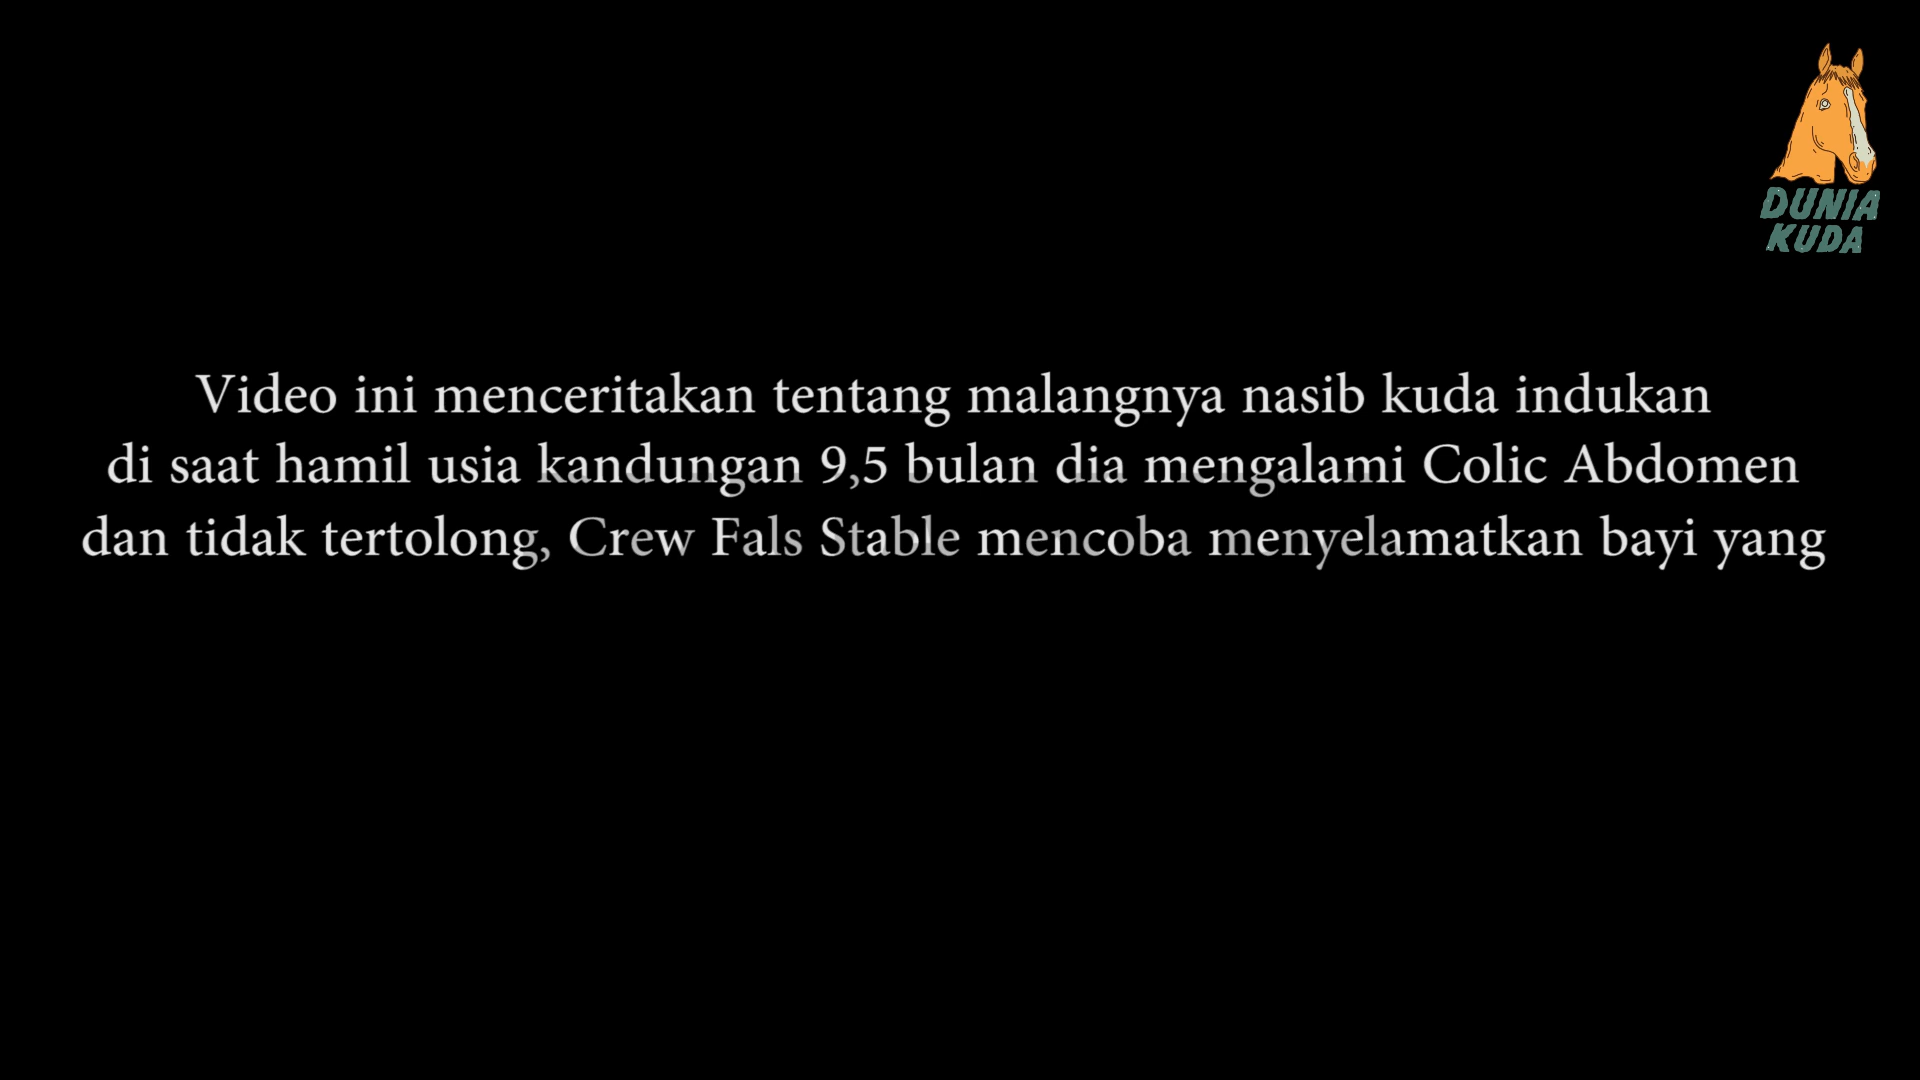 DUNIA
KUDA
Video ini menceritakan tentang malangnya nasib kuda indukan
di saat hamil usia kandungan 9,5 bulan dia mengalami Colic Abdomen
dan tidak tertolong, Crew Fals Stable mencoba menyelamatkan bayi yang